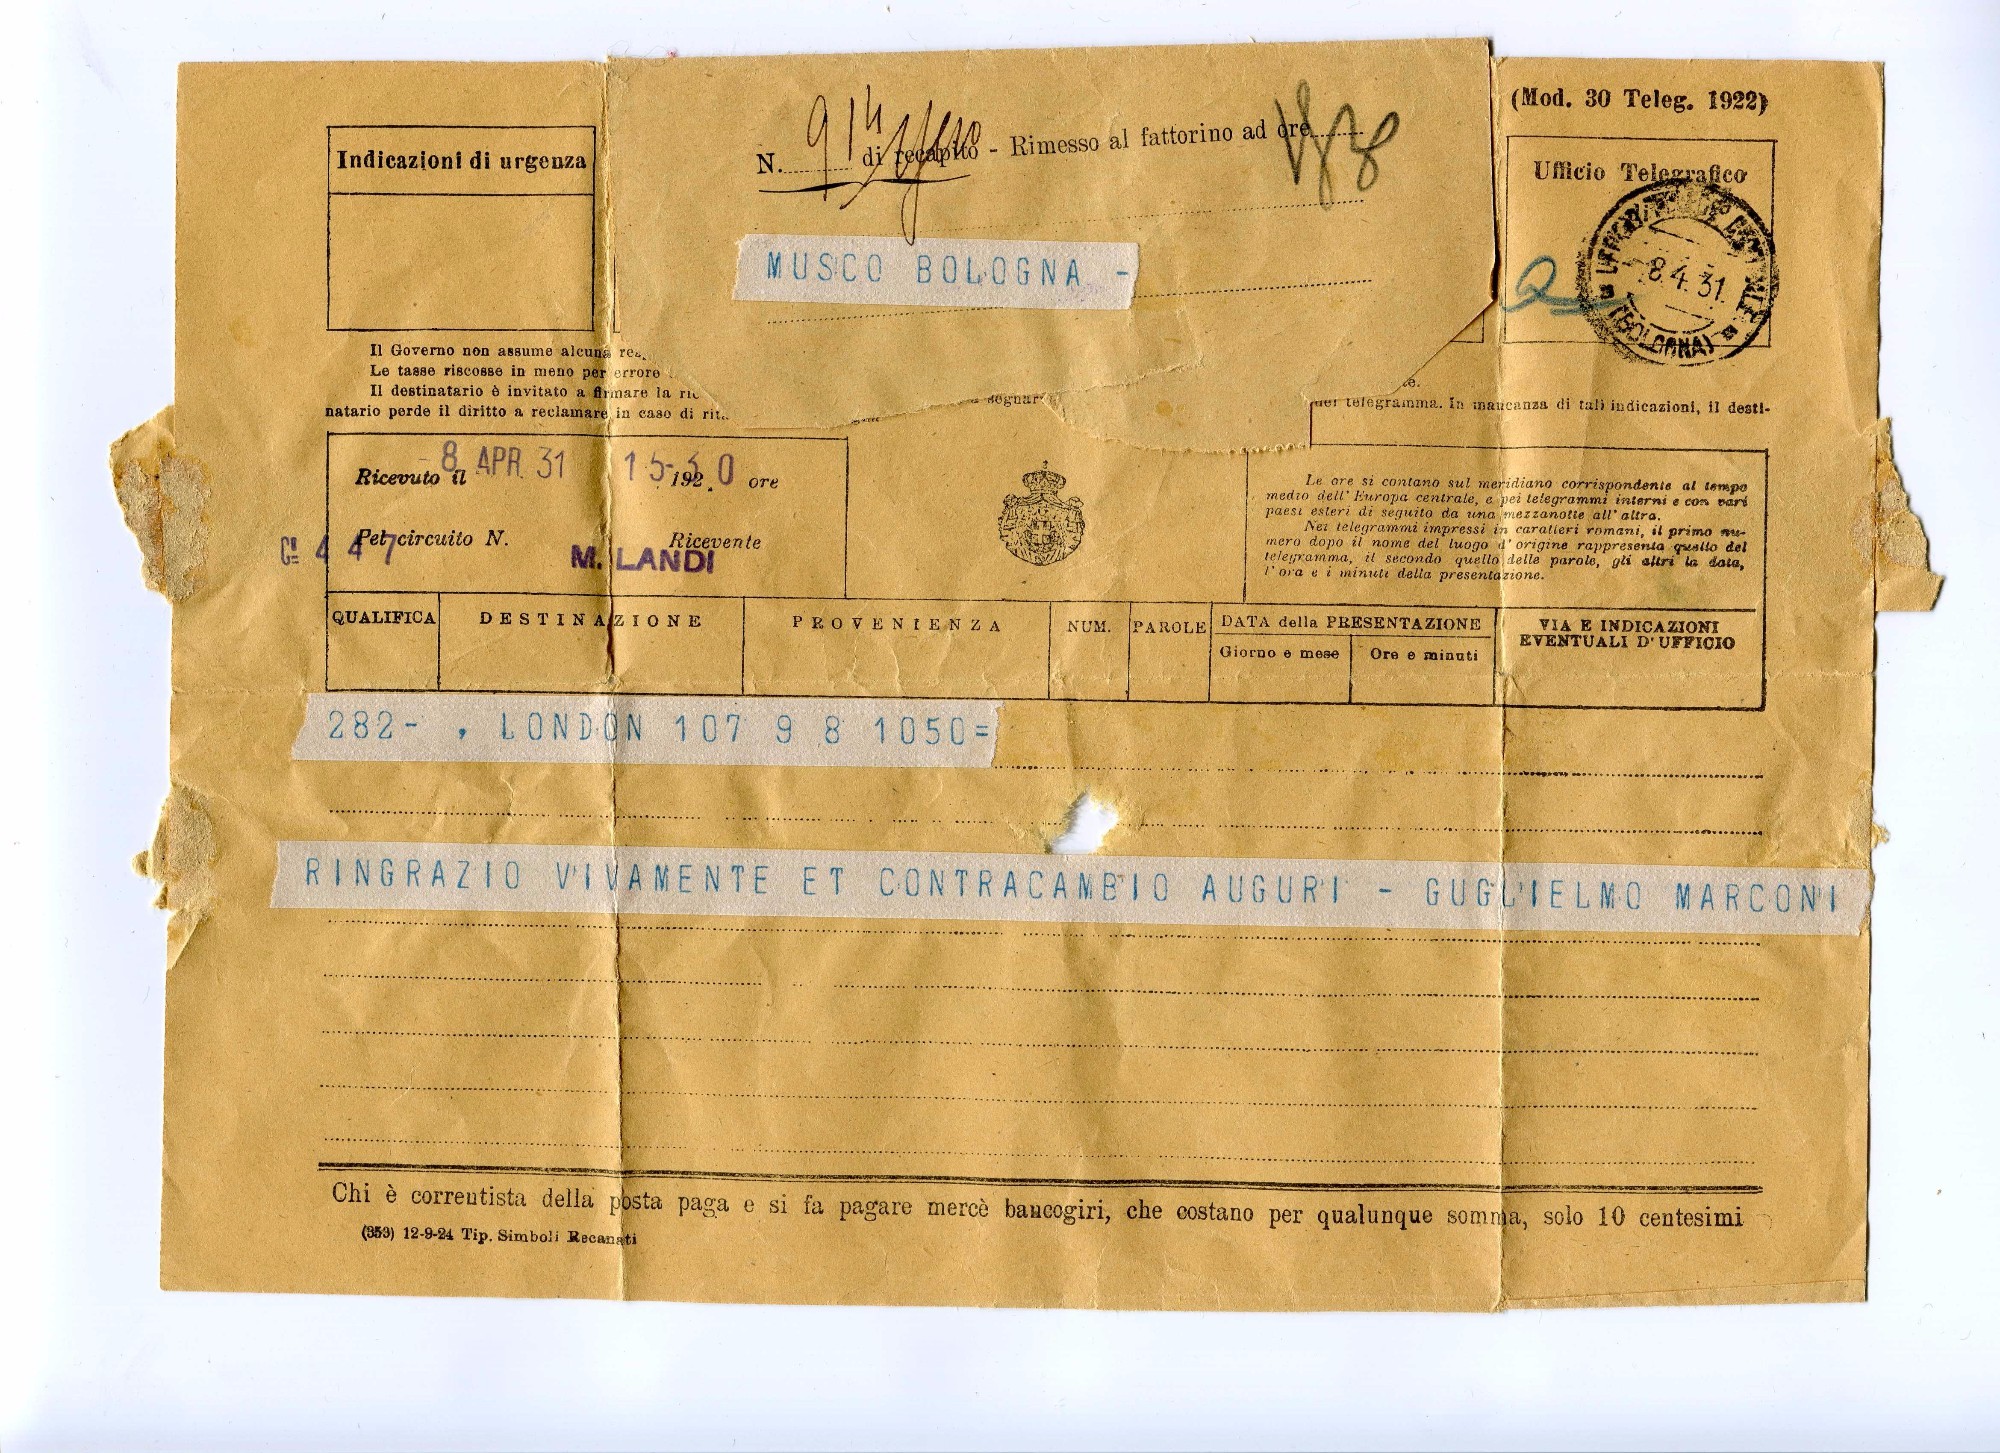 (Mod. 30 Teleg. 1922)
Indicazioni di urgenza
N. 914 di recapito - Rimesso al fattorino ad ore
Ufficio Telegrafico
8.4.31.
(BOLOGNA)
MUSCO BOLOGNA -
Il Governo non assume alcuna
Le tasse riscosse in meno per errore
Il destinatario è invitato a firmare la
natario perde il diritto a reclamare in caso di
segnar
del telegramma. In mancanza di tali indicazioni, il desti-
Ricevuto il - 8 APR. 31 192 ore
Pel circuito N. 447 Ricevente
M. LANDI
Le ore si contano sul meridiano corrispondente al tempo
medio dell' Europa centrale, e pei telegrammi interni e con vari
paesi esteri di seguito da una mezzanotte all' altra.
Nei telegrammi impressi in caratteri romani, il primo nu-
mero dopo il nome del luogo d' origine rappresenta quello del
telegramma, il secondo quello delle parole, gli altri la data,
l' ora e i minuti della presentazione.
QUALIFICA DESTINAZIONE PROVENIENZA NUM. PAROLE DATA della PRESENTAZIONE VIA E INDICAZIONI
EVENTUALI D' UFFICIO
Giorno e mese Ore e minuti
282- . LONDON 107 9 8 1050=
RINGRAZIO VIVAMENTE ET CONTRACAMBIO AUGURI - GUGLIELMO MARCONI
Chi è correntista della posta paga e si fa pagare mercè bancogiri, che costano per qualunque somma, solo 10 centesimi
(353) 12-9-24 Tip. Simboli Recanati